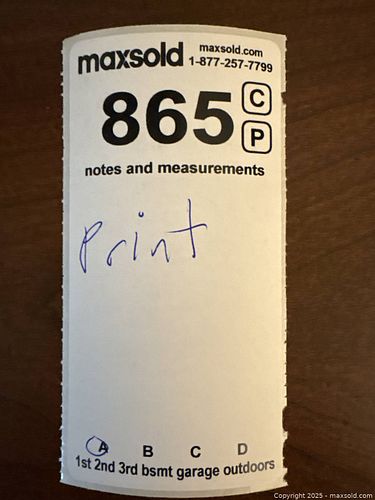 maxsold maxsold.com
1-877-257-7799
865 C
P
notes and measurements
Print
A B C D
1st 2nd 3rd bsmt garage outdoors
Copyright 2025 - maxsold.com